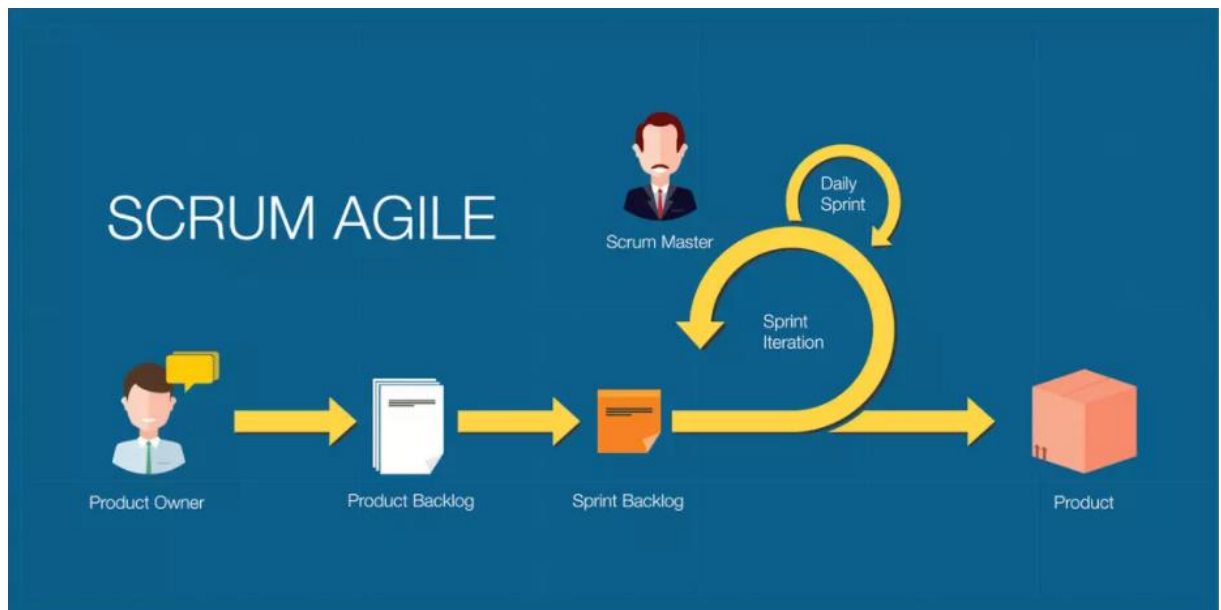 SCRUM AGILE
Scrum Master
Daily
Sprint
Sprint
Iteration
Product Owner
Product Backlog
Sprint Backlog
Product